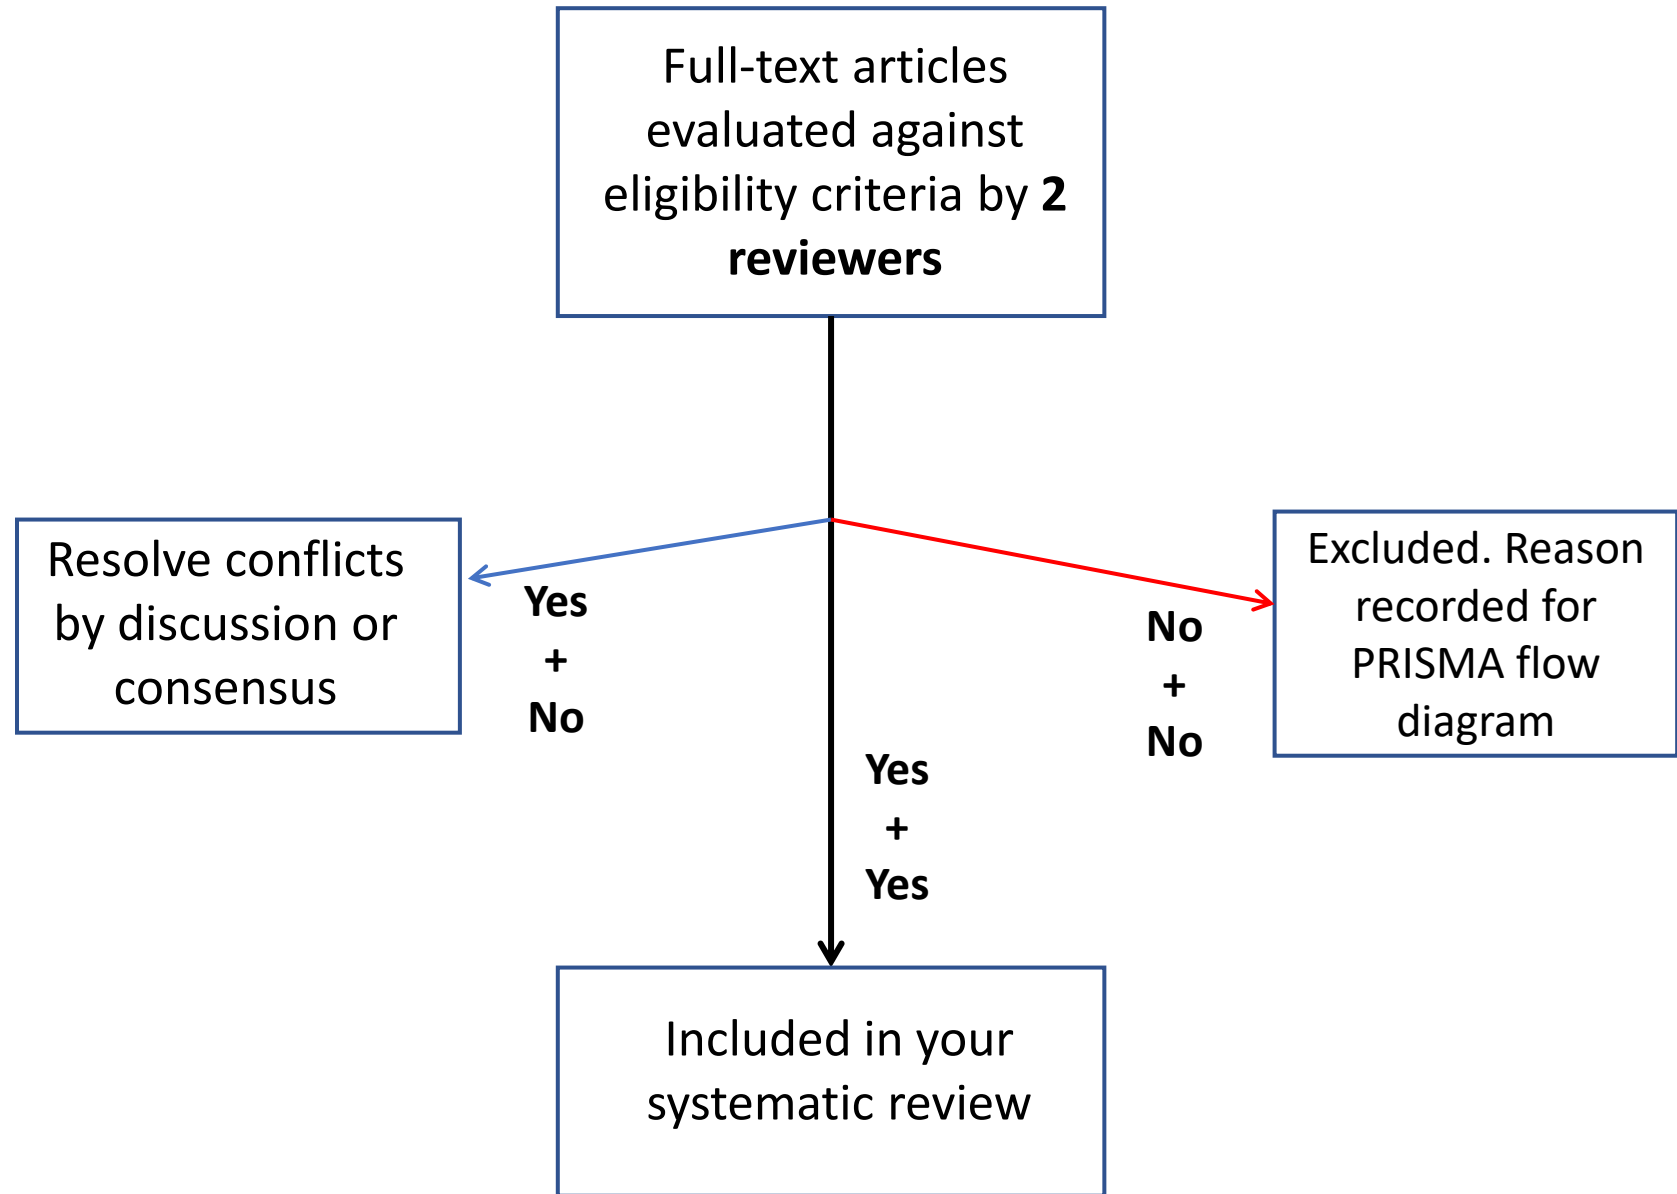 Full-text articles
evaluated against
eligibility criteria by 2
reviewers
Resolve conflicts
by discussion or
consensus
Yes
+
No
No
+
No
Excluded. Reason
recorded for
PRISMA flow
diagram
Yes
+
Yes
Included in your
systematic review